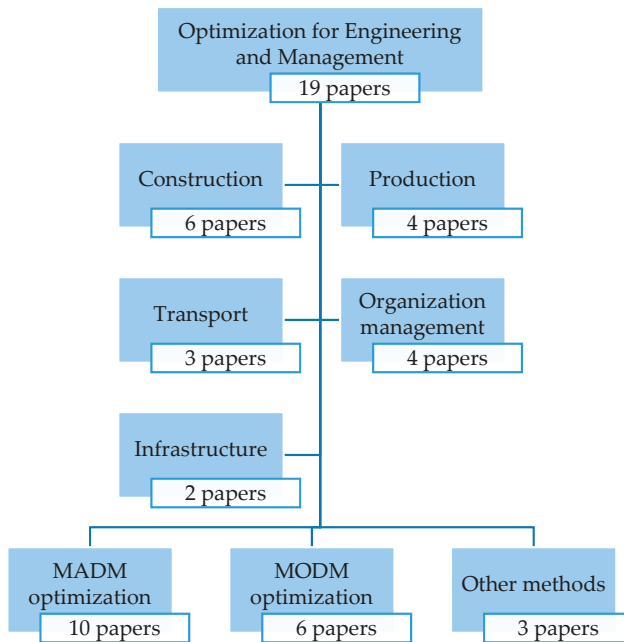 Optimization for Engineering
and Management
19 papers
Construction
6 papers
Production
4 papers
Transport
3 papers
Organization
management
4 papers
Infrastructure
2 papers
MADM
optimization
10 papers
MODM
optimization
6 papers
Other methods
3 papers